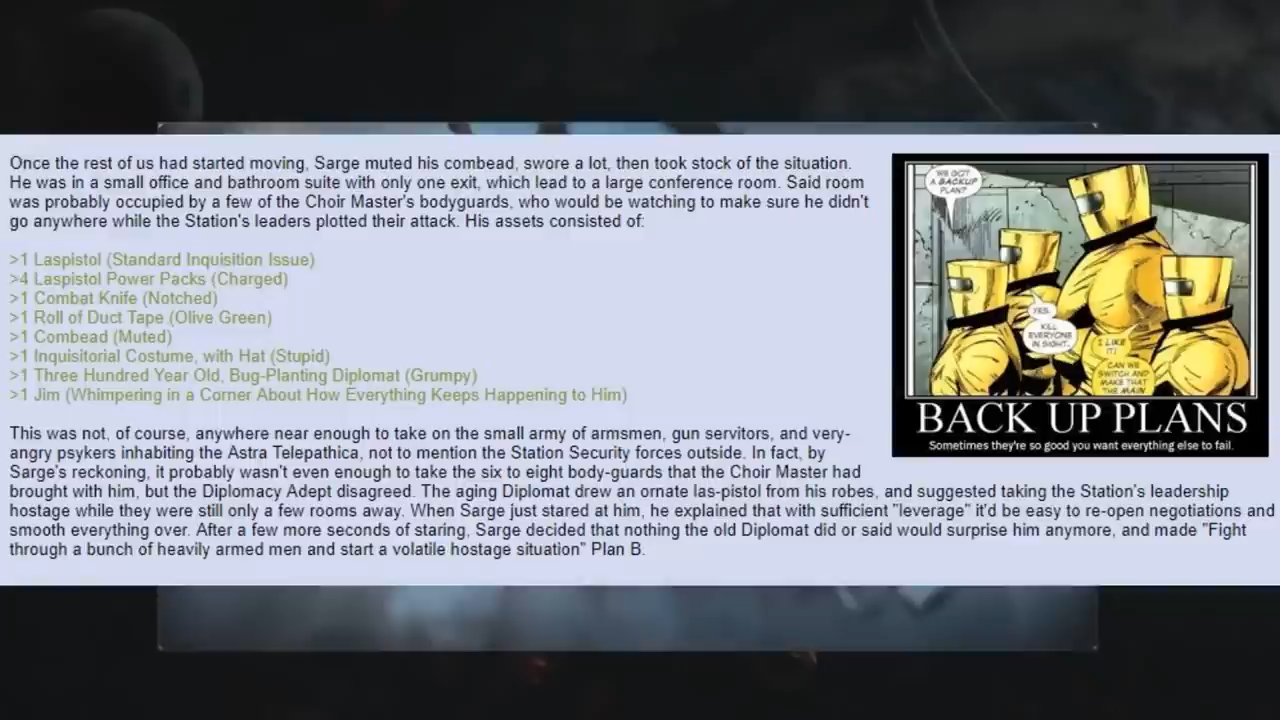 Once the rest of us had started moving, Sarge muted his combead, swore a lot, then took stock of the situation.
He was in a small office and bathroom suite with only one exit, which lead to a large conference room. Said room
was probably occupied by a few of the Choir Master's bodyguards, who would be watching to make sure he didn't
go anywhere while the Station's leaders plotted their attack. His assets consisted of:
>1 Laspistol (Standard Inquisition Issue)
>4 Laspistol Power Packs (Charged)
>1 Combat Knife (Notched)
>1 Roll of Duct Tape (Olive Green)
>1 Combead (Muted)
>1 Inquisitorial Costume, with Hat (Stupid)
>1 Three Hundred Year Old, Bug-Planting Diplomat (Grumpy)
>1 Jim (Whimpering in a Corner About How Everything Keeps Happening to Him)
This was not, of course, anywhere near enough to take on the small army of armsmen, gun servitors, and very-
angry psykers inhabiting the Astra Telepathica, not to mention the Station Security forces outside. In fact, by
Sarge's reckoning, it probably wasn't even enough to take the six to eight body-guards that the Choir Master had
brought with him, but the Diplomacy Adept disagreed. The aging Diplomat drew an ornate las-pistol from his robes, and suggested taking the Station's leadership
hostage while they were still only a few rooms away. When Sarge just stared at him, he explained that with sufficient "leverage" it'd be easy to re-open negotiations and
smooth everything over. After a few more seconds of staring, Sarge decided that nothing the old Diplomat did or said would surprise him anymore, and made "Fight
through a bunch of heavily armed men and start a volatile hostage situation" Plan B.
WE GOT
A BACKUP
PLAN?
YES.
KILL
EVERYONE
IN SIGHT.
I LIKE
IT!
CAN WE
SWITCH AND
MAKE THAT
THE MAIN
BACK UP PLANS
Sometimes they're so good you want everything else to fail.